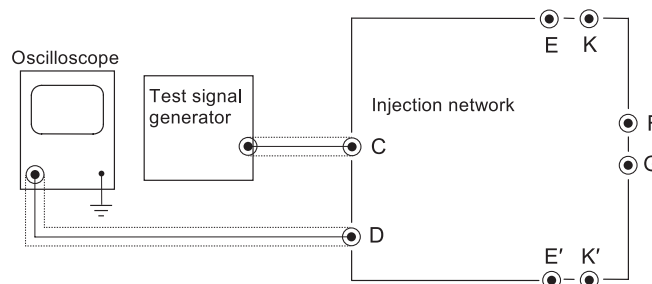 E K
Oscilloscope
Test signal
generator
Injection network
C
D
E′ K′